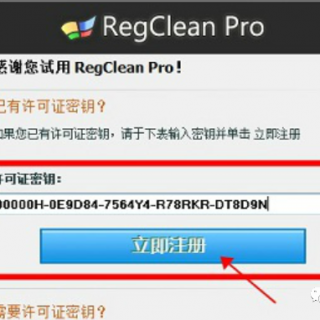 RegClean Pro
感谢您试用 RegClean Pro!
已有许可证密钥?
如果您已有许可证密钥,请于下表输入密钥并单击 立即注册
许可证密钥:
00000H-0E9D84-7564Y4-R78RKR-DT8D9N
立即注册
需要许可证密钥?